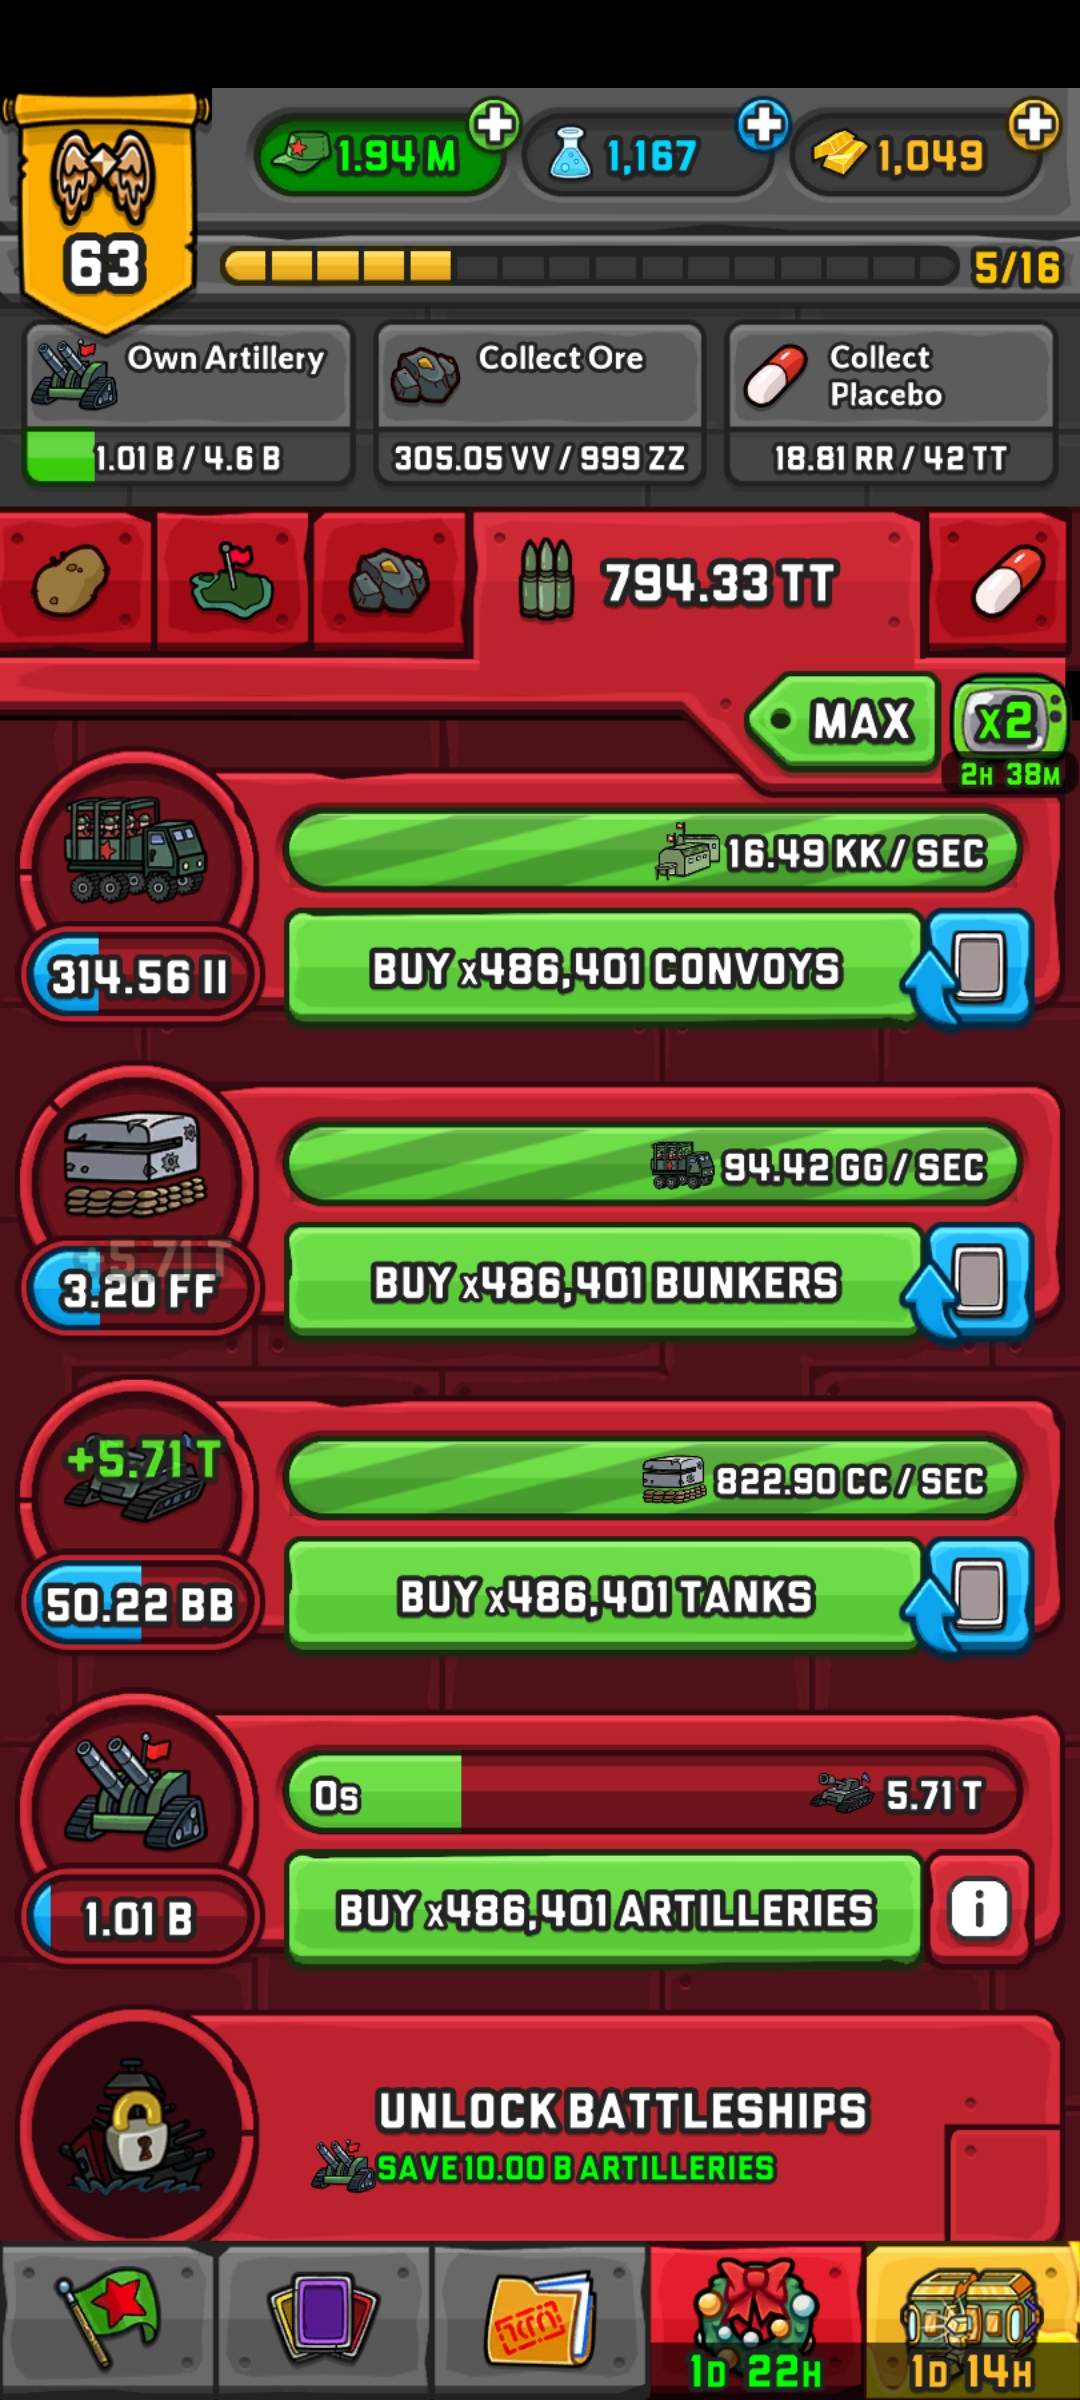 1.94 M
1,167
1,049
63
5/16
Own Artillery
1.01 B / 4.6 B
Collect Ore
305.05 VV / 999 ZZ
Collect
Placebo
18.81 RR / 42 TT
794.33 TT
MAX
x2
2H 38M
16.49 KK / SEC
314.56 II
BUY x486,401 CONVOYS
94.42 GG / SEC
+5.71 T
3.20 FF
BUY x486,401 BUNKERS
+5.71 T
822.90 CC / SEC
50.22 BB
BUY x486,401 TANKS
0s
5.71 T
1.01 B
BUY x486,401 ARTILLERIES
i
UNLOCK BATTLESHIPS
SAVE 10.00 B ARTILLERIES
1D 22H
1D 14H